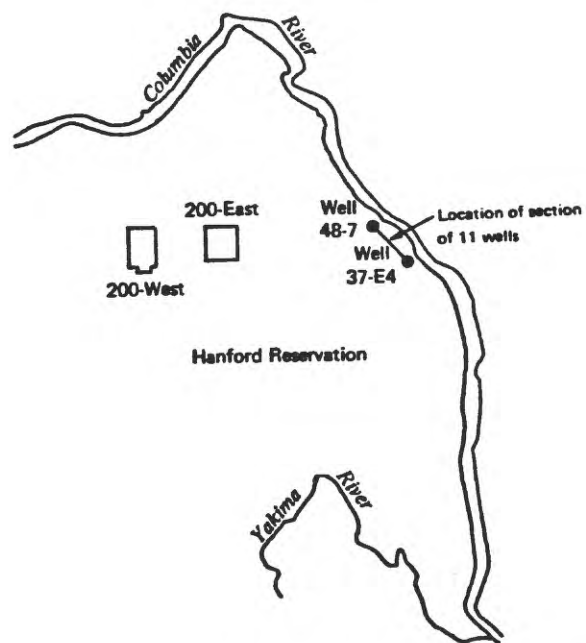 Columbia
River
200-East
200-West
Well
48-7
Well
37-E4
Location of section
of 11 wells
Hanford Reservation
Yakima
River